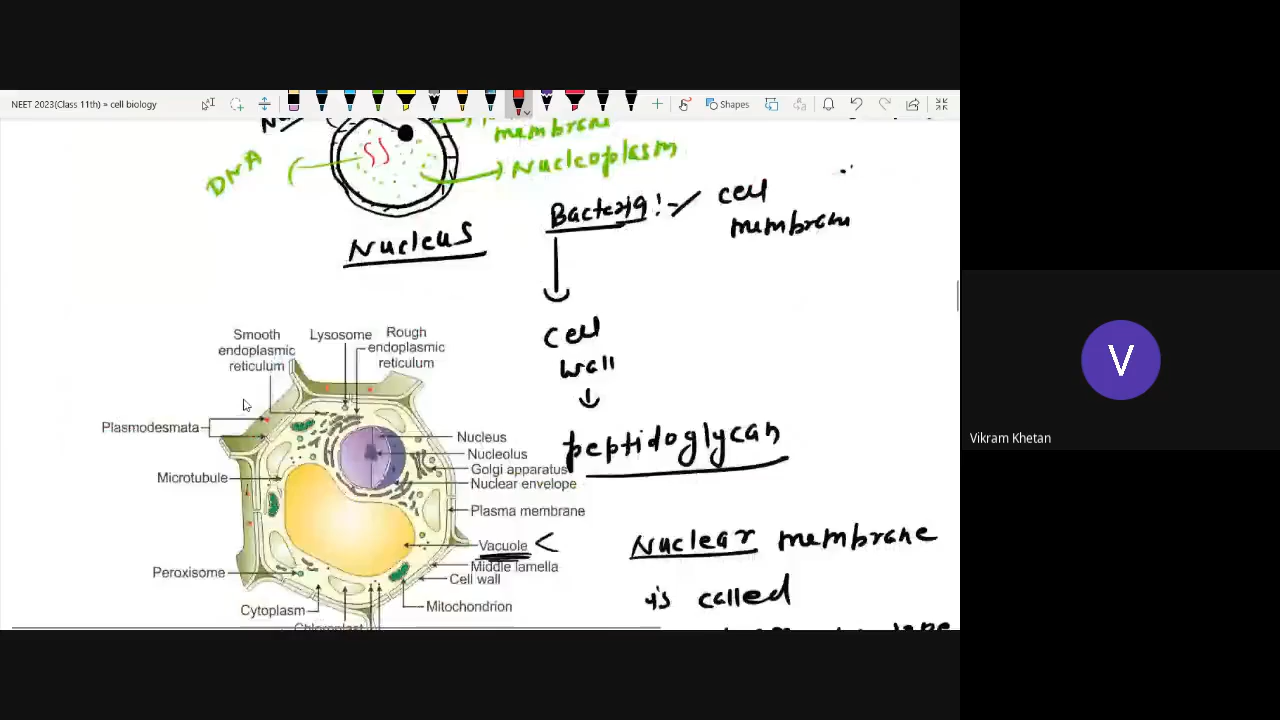 NEET 2023(Class 11th) » cell biology
Shapes
membrane
DNA
Nucleoplasm
Bacteria!-
cell
membrane
Nucleus
cell
wall
peptidoglycan
Smooth
endoplasmic
reticulum
Lysosome
Rough
endoplasmic
reticulum
Plasmodesmata
Microtubule
Nucleus
Nucleolus
Golgi apparatus
Nuclear envelope
Plasma membrane
Vacuole <
Middle lamella
Cell wall
Peroxisome
Cytoplasm
Mitochondrion
Chloroplast
Nuclear membrane
is called
V
Vikram Khetan